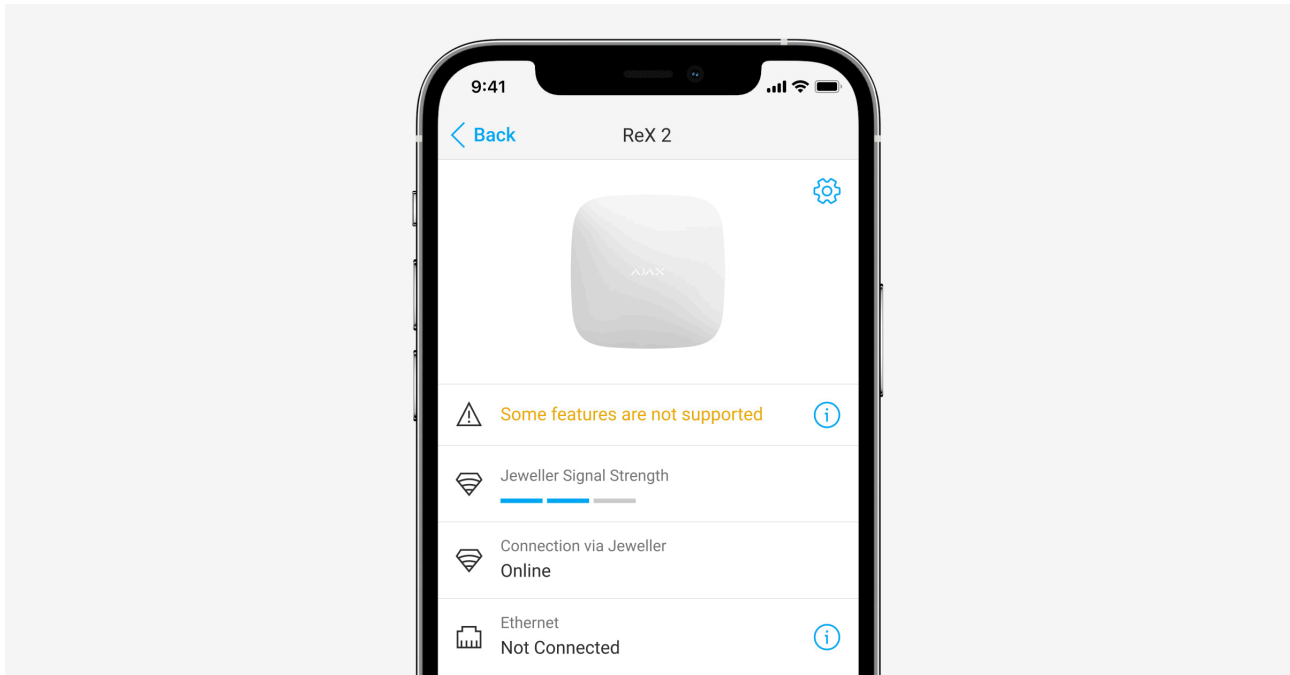 9:41
Back
ReX 2
AJAX
Some features are not supported
Jeweller Signal Strength
Connection via Jeweller
Online
Ethernet
Not Connected